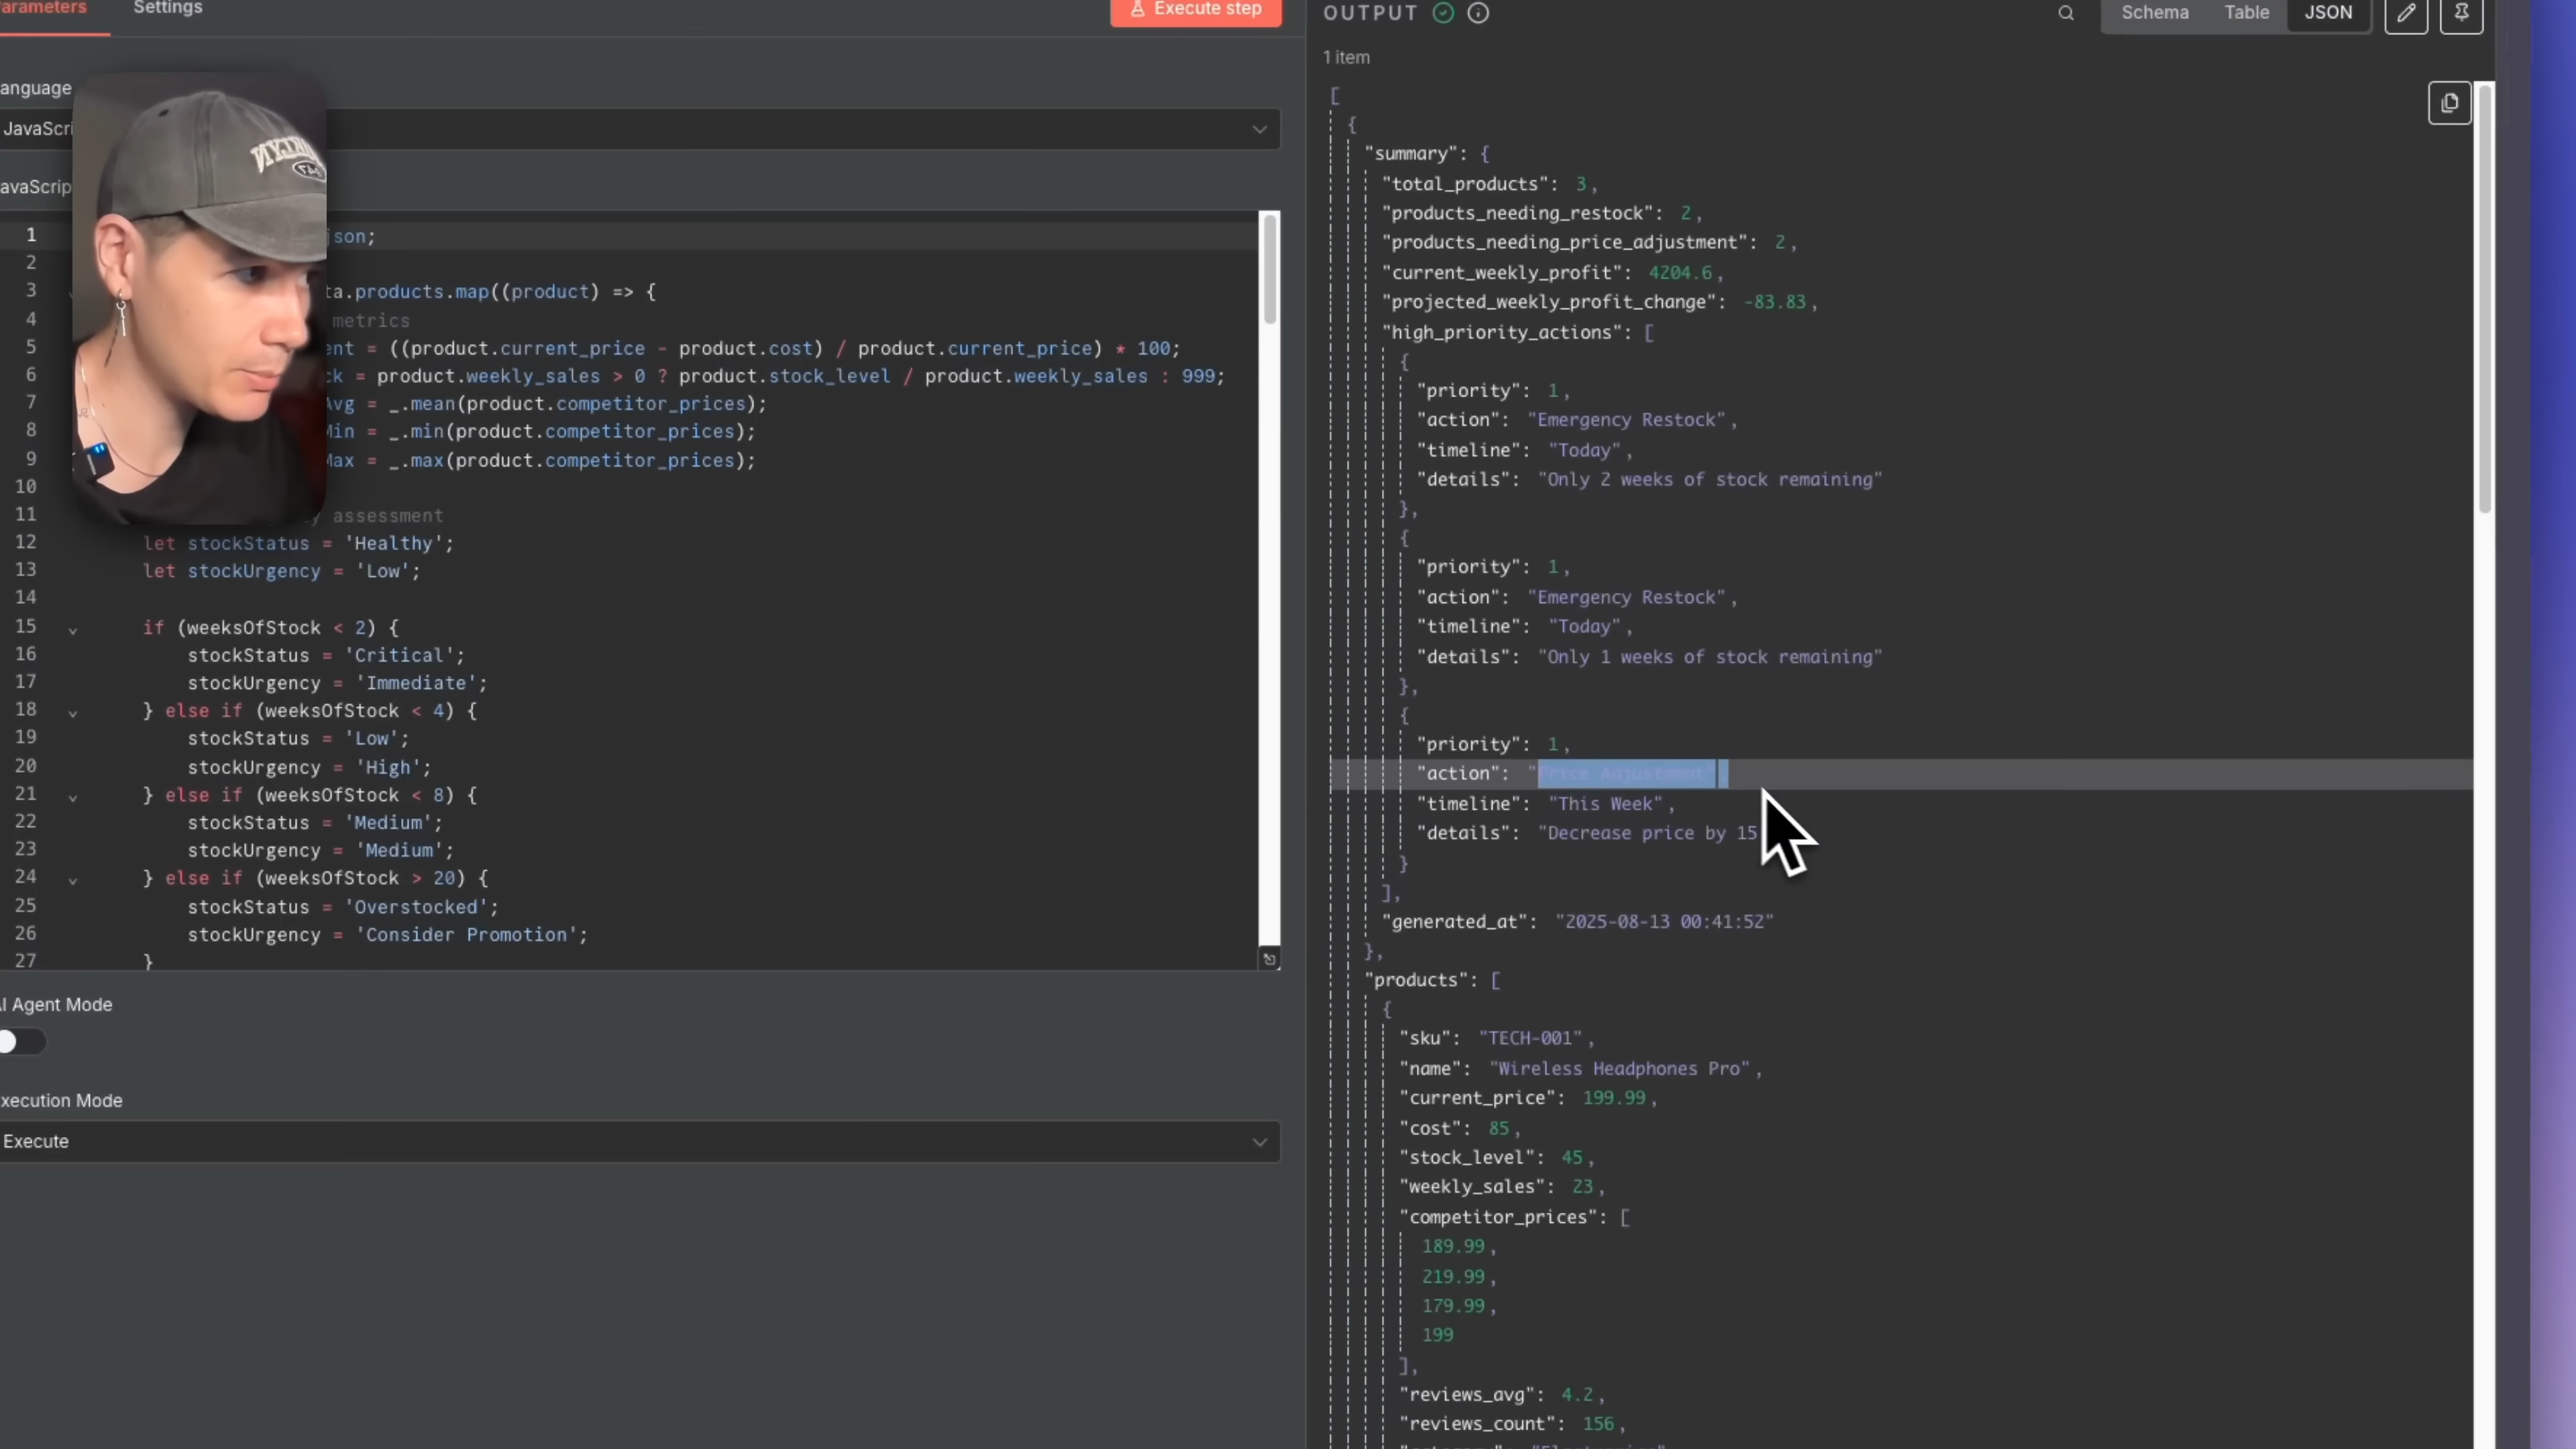 Parameters
Settings
Execute step
anguage
JavaScri
avaScrip
1
json;
2
3
ta.products.map((product) => {
4
metrics
5
ent = ((product.current_price - product.cost) / product.current_price) * 100;
6
ck = product.weekly_sales > 0 ? product.stock_level / product.weekly_sales : 999;
7
Avg = _.mean(product.competitor_prices);
8
Min = _.min(product.competitor_prices);
9
Max = _.max(product.competitor_prices);
10
11
y assessment
12
let stockStatus = 'Healthy';
13
let stockUrgency = 'Low';
14
15
if (weeksOfStock < 2) {
16
stockStatus = 'Critical';
17
stockUrgency = 'Immediate';
18
} else if (weeksOfStock < 4) {
19
stockStatus = 'Low';
20
stockUrgency = 'High';
21
} else if (weeksOfStock < 8) {
22
stockStatus = 'Medium';
23
stockUrgency = 'Medium';
24
} else if (weeksOfStock > 20) {
25
stockStatus = 'Overstocked';
26
stockUrgency = 'Consider Promotion';
27
}
AI Agent Mode
xecution Mode
Execute
OUTPUT
Schema
Table
JSON
1 item
[
{
"summary": {
"total_products": 3,
"products_needing_restock": 2,
"products_needing_price_adjustment": 2,
"current_weekly_profit": 4204.6,
"projected_weekly_profit_change": -83.83,
"high_priority_actions": [
{
"priority": 1,
"action": "Emergency Restock",
"timeline": "Today",
"details": "Only 2 weeks of stock remaining"
},
{
"priority": 1,
"action": "Emergency Restock",
"timeline": "Today",
"details": "Only 1 weeks of stock remaining"
},
{
"priority": 1,
"action": "Price Adjustment",
"timeline": "This Week",
"details": "Decrease price by 15
}
],
"generated_at": "2025-08-13 00:41:52"
},
"products": [
{
"sku": "TECH-001",
"name": "Wireless Headphones Pro",
"current_price": 199.99,
"cost": 85,
"stock_level": 45,
"weekly_sales": 23,
"competitor_prices": [
189.99,
219.99,
179.99,
199
],
"reviews_avg": 4.2,
"reviews_count": 156,